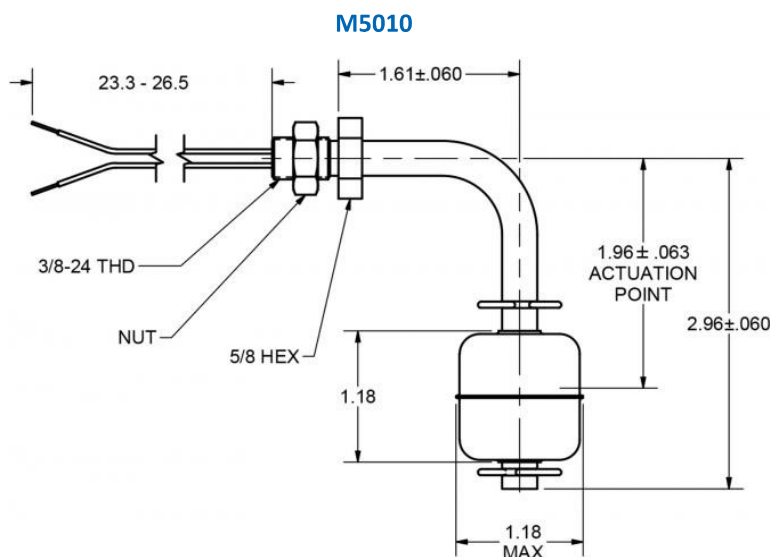 M5010
23.3 - 26.5
1.61±.060
3/8-24 THD
NUT
5/8 HEX
1.96± .063
ACTUATION
POINT
2.96±.060
1.18
1.18
MAX